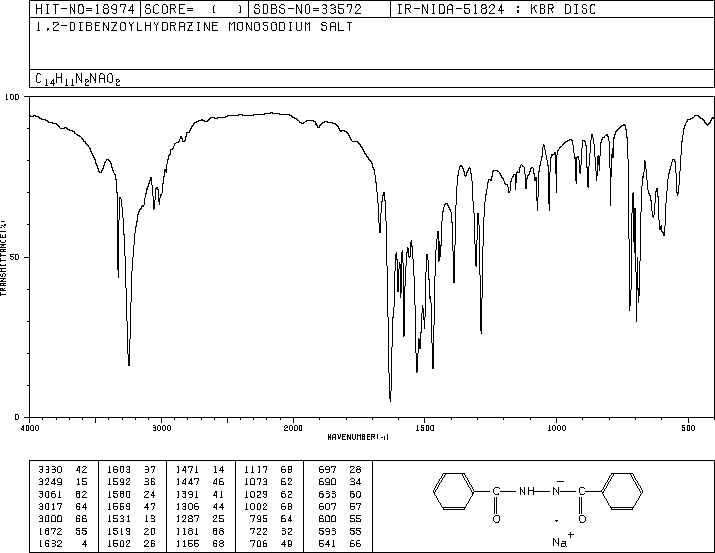 HIT-NO=18974 SCORE= ( ) SDBS-NO=33572 IR-NIDA-51824 : KBR DISC
1,2-DIBENZOYLHYDRAZINE MONOSODIUM SALT
C14H11N2NAO2
100
50
0
TRANSMITTANCE(%)
4000 3000 2000 1500 1000 500
WAVENUMBER(-1)
3330 42 1603 37 1471 14 1117 68 697 28
3249 15 1592 36 1447 46 1073 62 690 34
3061 62 1580 24 1391 41 1029 62 633 60
3017 64 1569 47 1306 44 1002 68 607 57
3000 66 1531 13 1287 25 795 64 600 55
1672 55 1519 20 1181 68 722 32 593 55
1632 4 1502 26 1155 68 706 49 541 66
C NH N− C
O O
Na+